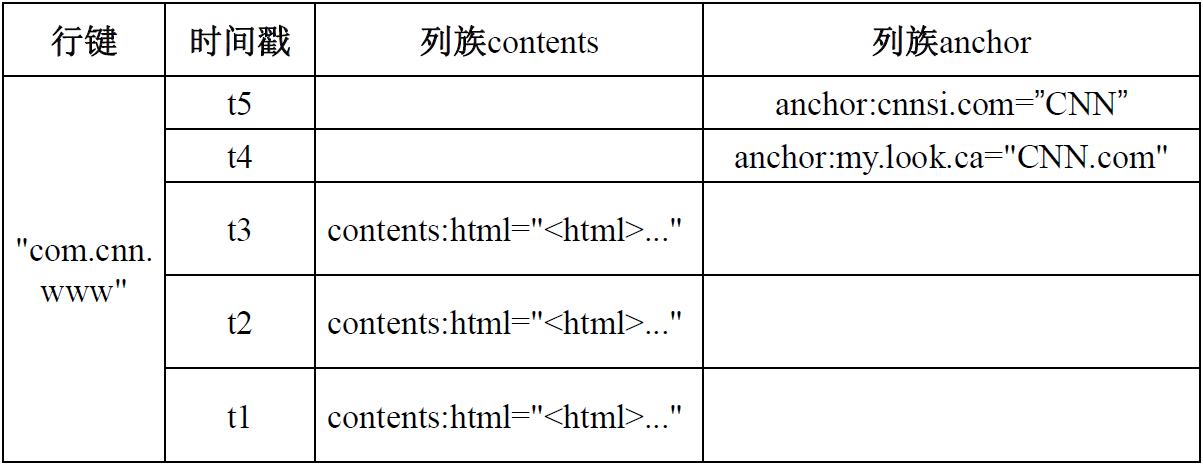 行键 时间戳 列族contents 列族anchor
t5 anchor:cnnsi.com=”CNN”
t4 anchor:my.look.ca="CNN.com"
"com.cnn.
www"
t3 contents:html="<html>..."
t2 contents:html="<html>..."
t1 contents:html="<html>..."